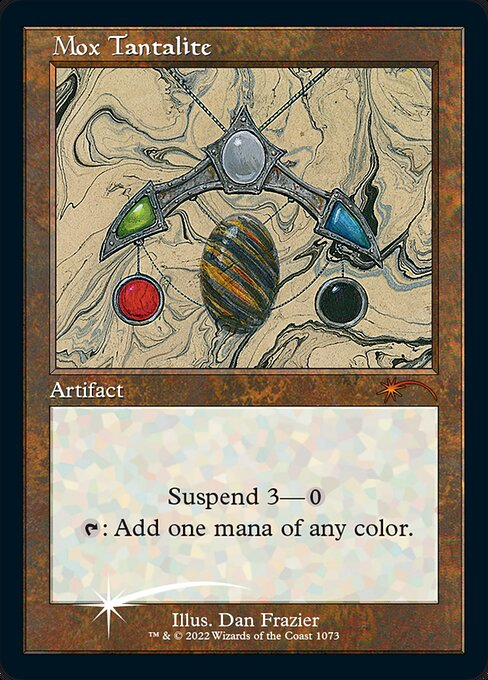 Mox Tantalite
Artifact
Suspend 3—0
: Add one mana of any color.
Illus. Dan Frazier
™ & © 2022 Wizards of the Coast 1073